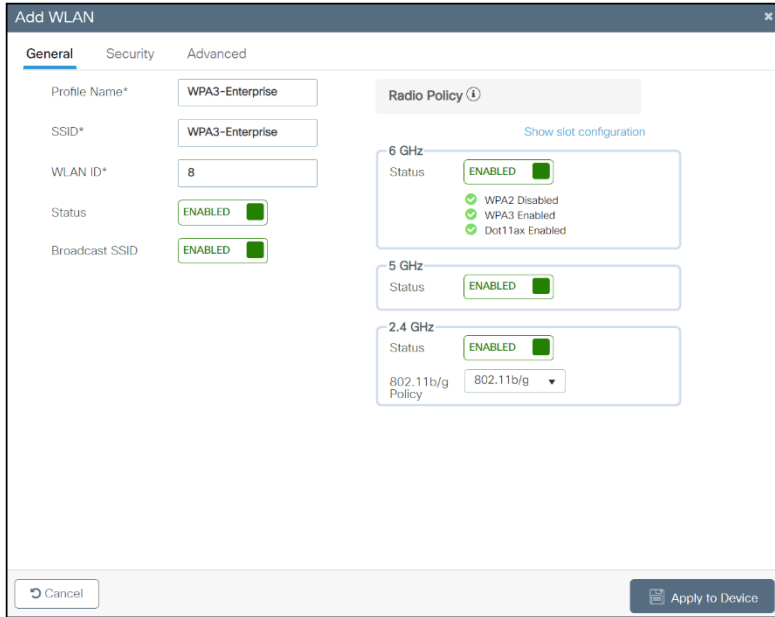 Add WLAN
General Security Advanced
Profile Name* WPA3-Enterprise
SSID* WPA3-Enterprise
WLAN ID* 8
Status ENABLED
Broadcast SSID ENABLED
Radio Policy
Show slot configuration
6 GHz
Status ENABLED
WPA2 Disabled
WPA3 Enabled
Dot11ax Enabled
5 GHz
Status ENABLED
2.4 GHz
Status ENABLED
802.11b/g
Policy
802.11b/g
Cancel
Apply to Device